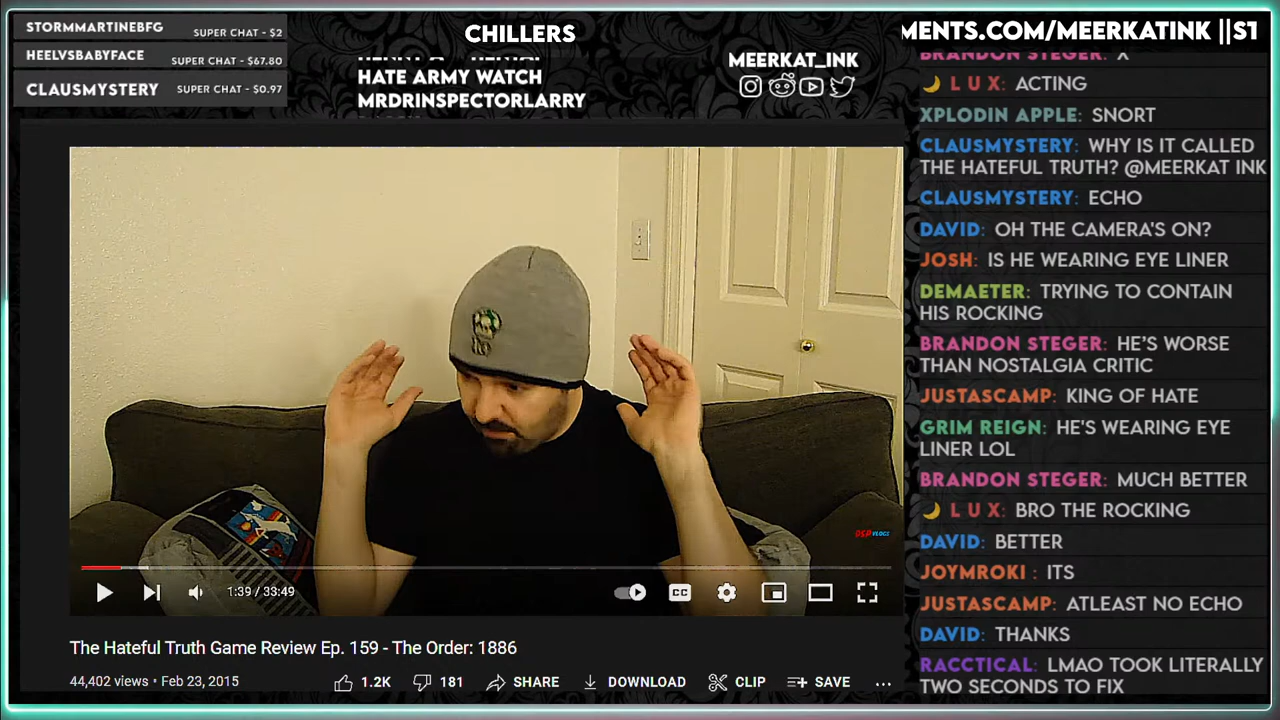 STORMMARTINEBFG SUPER CHAT - $2
HEELVSBABYFACE SUPER CHAT - $67.80
CLAUSMYSTERY SUPER CHAT - $0.97
CHILLERS
HATE ARMY WATCH
MRDRINSPECTORLARRY
MEERKAT_INK
MENTS.COM/MEERKATINK ||S1
BRANDON STEGER: X
L U X: ACTING
XPLODIN APPLE: SNORT
CLAUSMYSTERY: WHY IS IT CALLED
THE HATEFUL TRUTH? @MEERKAT INK
CLAUSMYSTERY: ECHO
DAVID: OH THE CAMERA'S ON?
JOSH: IS HE WEARING EYE LINER
DEMAETER: TRYING TO CONTAIN
HIS ROCKING
BRANDON STEGER: HE'S WORSE
THAN NOSTALGIA CRITIC
JUSTASCAMP: KING OF HATE
GRIM REIGN: HE'S WEARING EYE
LINER LOL
BRANDON STEGER: MUCH BETTER
L U X: BRO THE ROCKING
DAVID: BETTER
JOYMROKI : ITS
JUSTASCAMP: ATLEAST NO ECHO
DAVID: THANKS
RACCTICAL: LMAO TOOK LITERALLY
TWO SECONDS TO FIX
DSP VLOGS
1:39 / 33:49
CC
The Hateful Truth Game Review Ep. 159 - The Order: 1886
44,402 views • Feb 23, 2015
1.2K 181 SHARE DOWNLOAD CLIP SAVE ...